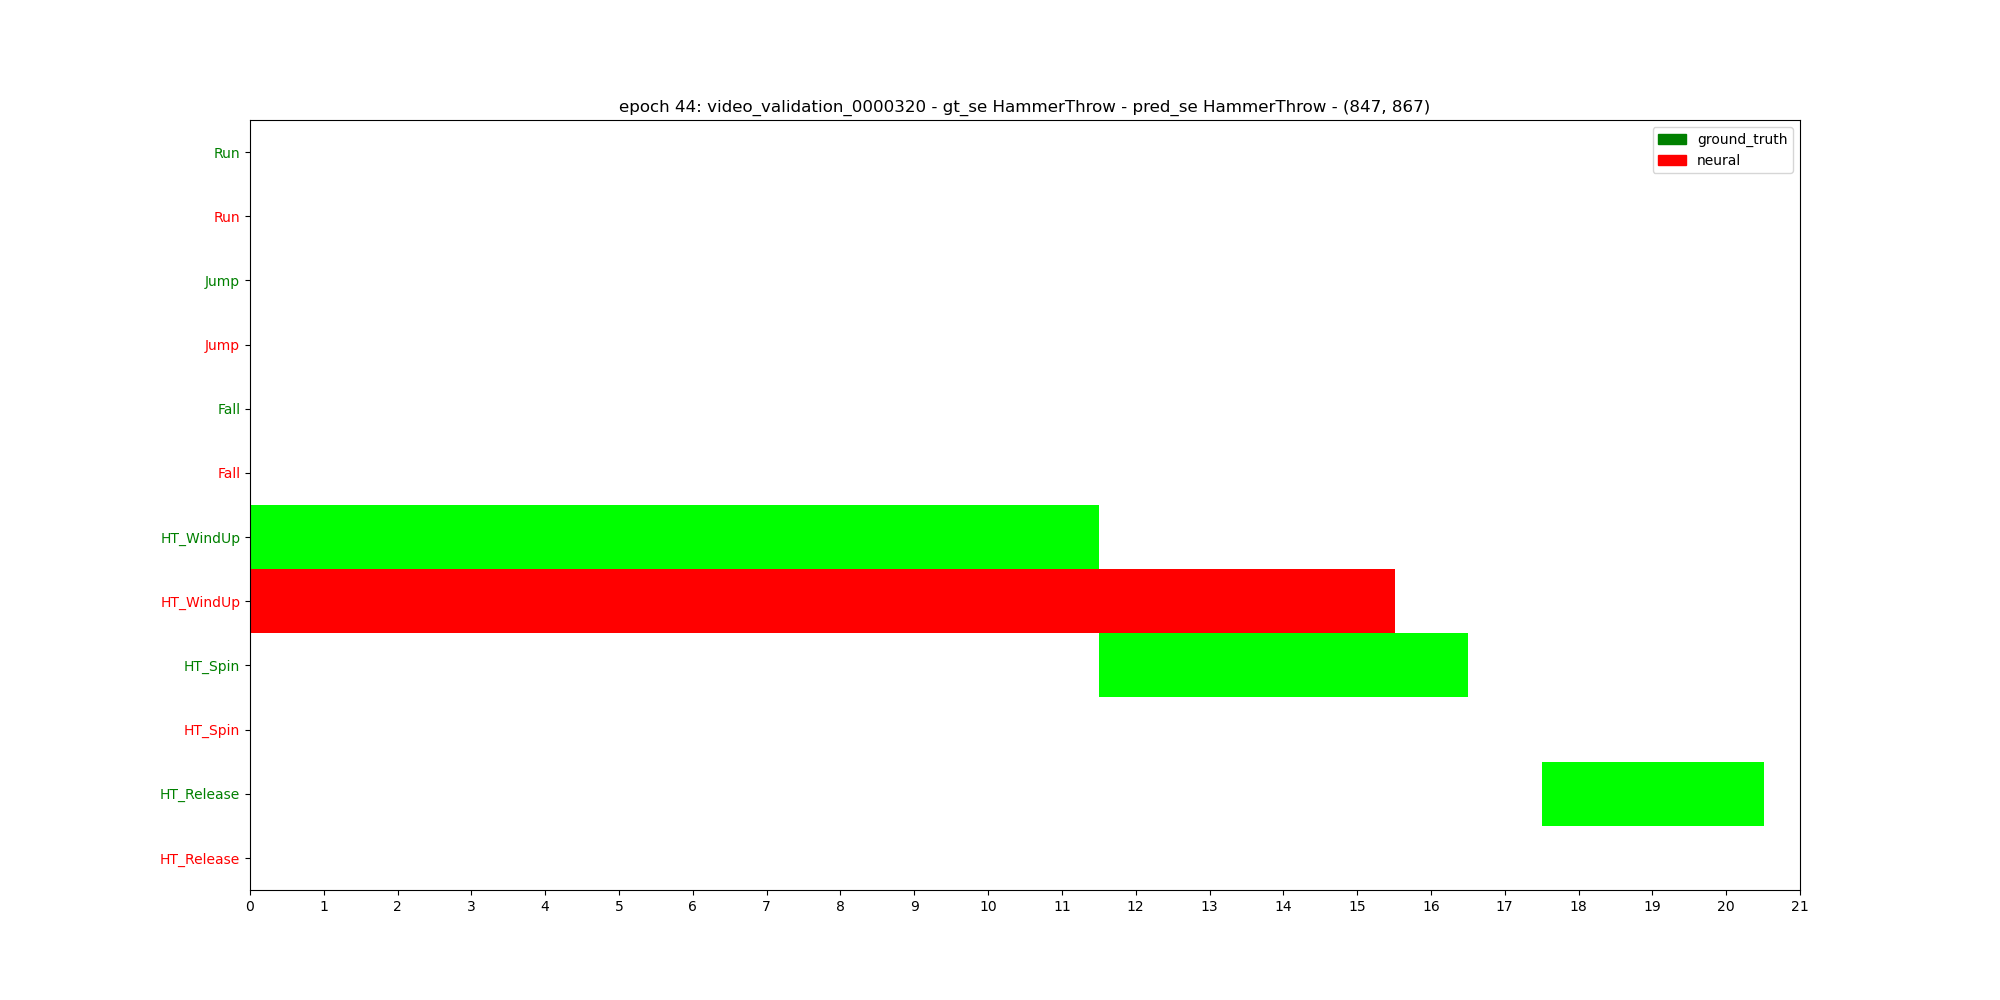 epoch 44: video_validation_0000320 - gt_se HammerThrow - pred_se HammerThrow - (847, 867)
ground_truth
neural
Run
Run
Jump
Jump
Fall
Fall
HT_WindUp
HT_WindUp
HT_Spin
HT_Spin
HT_Release
HT_Release
0 1 2 3 4 5 6 7 8 9 10 11 12 13 14 15 16 17 18 19 20 21